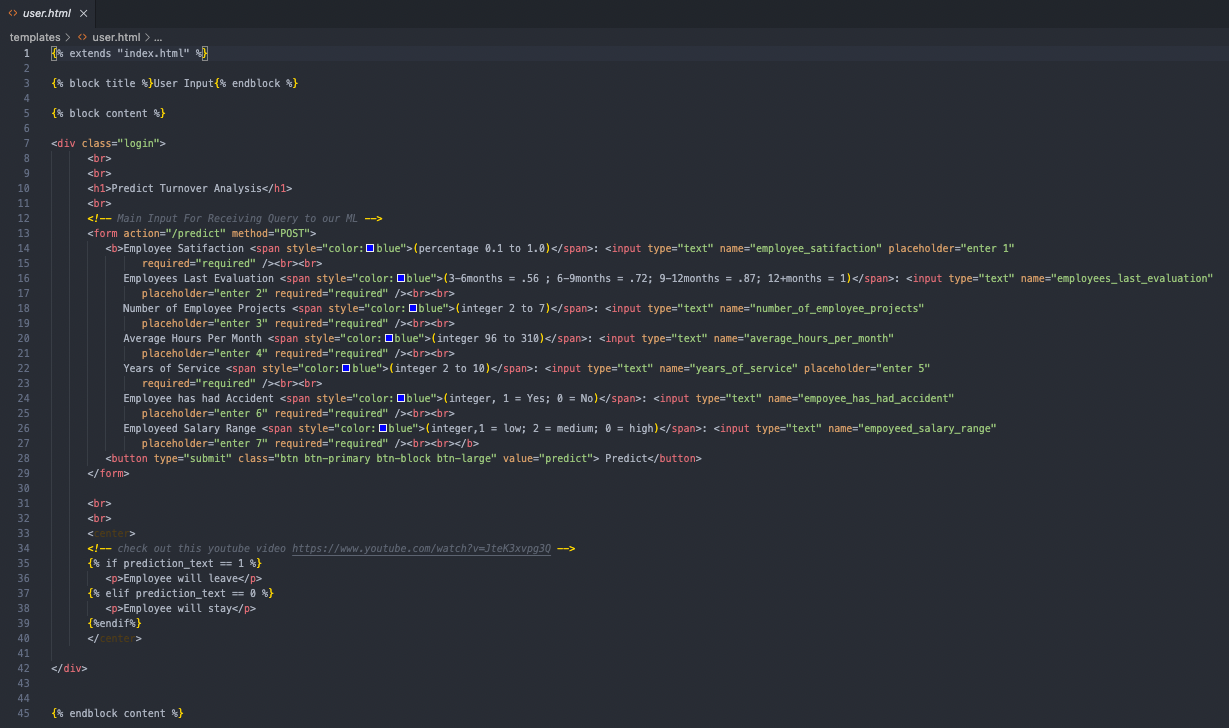 <> user.html ×
templates > <> user.html > ...
1 {% extends "index.html" %}
2
3 {% block title %}User Input{% endblock %}
4
5 {% block content %}
6
7 <div class="login">
8 <br>
9 <br>
10 <h1>Predict Turnover Analysis</h1>
11 <br>
12 <!-- Main Input For Receiving Query to our ML -->
13 <form action="/predict" method="POST">
14 <b>Employee Satifaction <span style="color:blue">(percentage 0.1 to 1.0)</span>: <input type="text" name="employee_satifaction" placeholder="enter 1"
15 required="required" /><br><br>
16 Employees Last Evaluation <span style="color:blue">(3-6months = .56 ; 6-9months = .72; 9-12months = .87; 12+months = 1)</span>: <input type="text" name="employees_last_evaluation"
17 placeholder="enter 2" required="required" /><br><br>
18 Number of Employee Projects <span style="color:blue">(integer 2 to 7)</span>: <input type="text" name="number_of_employee_projects"
19 placeholder="enter 3" required="required" /><br><br>
20 Average Hours Per Month <span style="color:blue">(integer 96 to 310)</span>: <input type="text" name="average_hours_per_month"
21 placeholder="enter 4" required="required" /><br><br>
22 Years of Service <span style="color:blue">(integer 2 to 10)</span>: <input type="text" name="years_of_service" placeholder="enter 5"
23 required="required" /><br><br>
24 Employee has had Accident <span style="color:blue">(integer, 1 = Yes; 0 = No)</span>: <input type="text" name="empoyee_has_had_accident"
25 placeholder="enter 6" required="required" /><br><br>
26 Employeed Salary Range <span style="color:blue">(integer,1 = low; 2 = medium; 0 = high)</span>: <input type="text" name="empoyeed_salary_range"
27 placeholder="enter 7" required="required" /><br><br></b>
28 <button type="submit" class="btn btn-primary btn-block btn-large" value="predict"> Predict</button>
29 </form>
30
31 <br>
32 <br>
33 <center>
34 <!-- check out this youtube video https://www.youtube.com/watch?v=JteK3xvpg3Q -->
35 {% if prediction_text == 1 %}
36 <p>Employee will leave</p>
37 {% elif prediction_text == 0 %}
38 <p>Employee will stay</p>
39 {%endif%}
40 </center>
41
42 </div>
43
44
45 {% endblock content %}